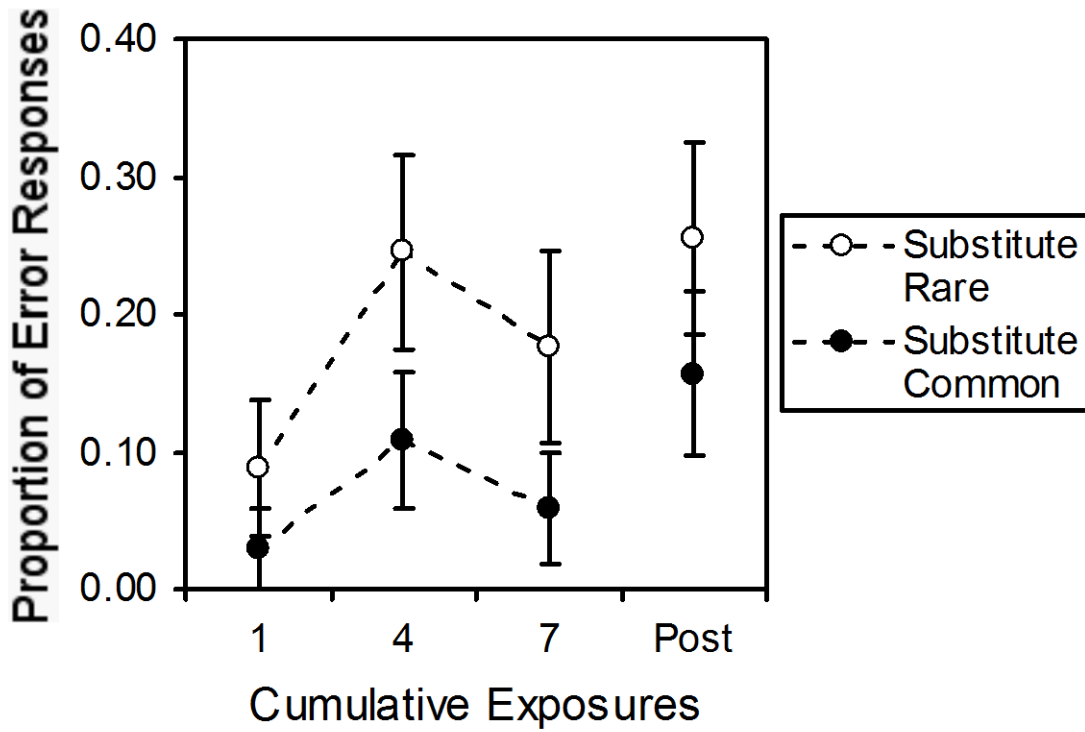 Proportion of Error Responses
0.40
0.30
0.20
0.10
0.00
1 4 7 Post
Cumulative Exposures
Substitute
Rare
Substitute
Common